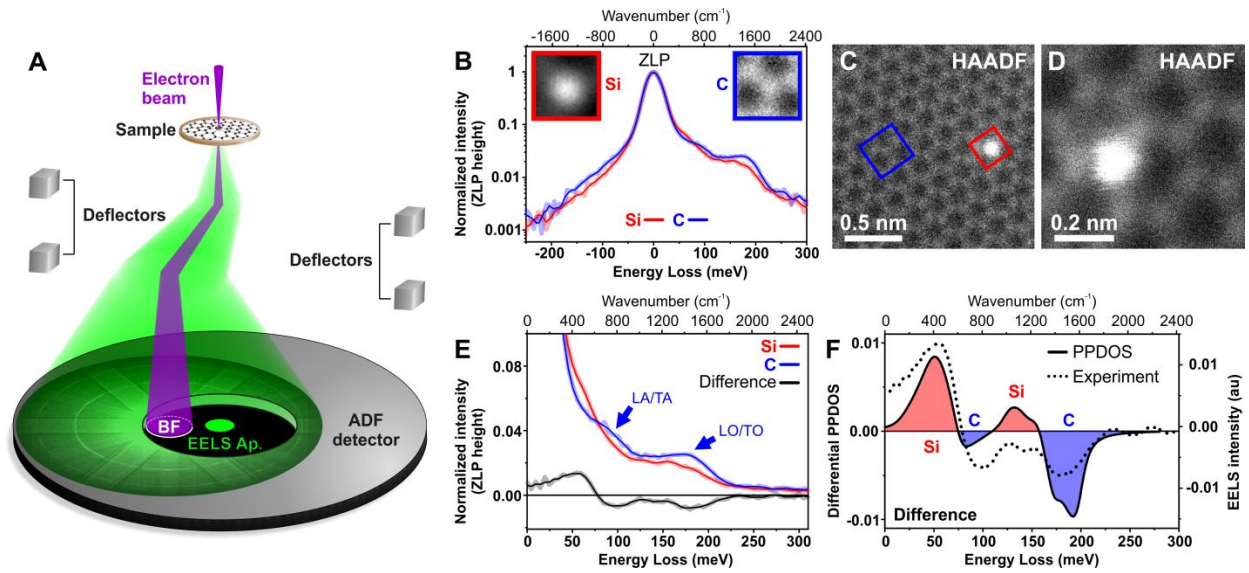 A
Electron
beam
Sample
Deflectors
Deflectors
BF
EELS Ap.
ADF
detector
B
Wavenumber (cm-1)
-1600 -800 0 800 1600 2400
Normalized intensity
(ZLP height)
1
0.1
0.01
0.001
Si
ZLP
C
Si C
-200 -100 0 100 200 300
Energy Loss (meV)
C
HAADF
0.5 nm
D
HAADF
0.2 nm
E
Wavenumber (cm-1)
0 400 800 1200 1600 2000 2400
Normalized intensity
(ZLP height)
0.08
0.04
0.00
Si
C
Difference
LA/TA
LO/TO
0 50 100 150 200 250 300
Energy Loss (meV)
F
Wavenumber (cm-1)
0 400 800 1200 1600 2000 2400
Differential PPDOS
0.01
0.00
-0.01
PPDOS
Experiment
Si
C
Si
C
Difference
0.01
0.00
-0.01
EELS intensity (au)
0 50 100 150 200 250 300
Energy Loss (meV)